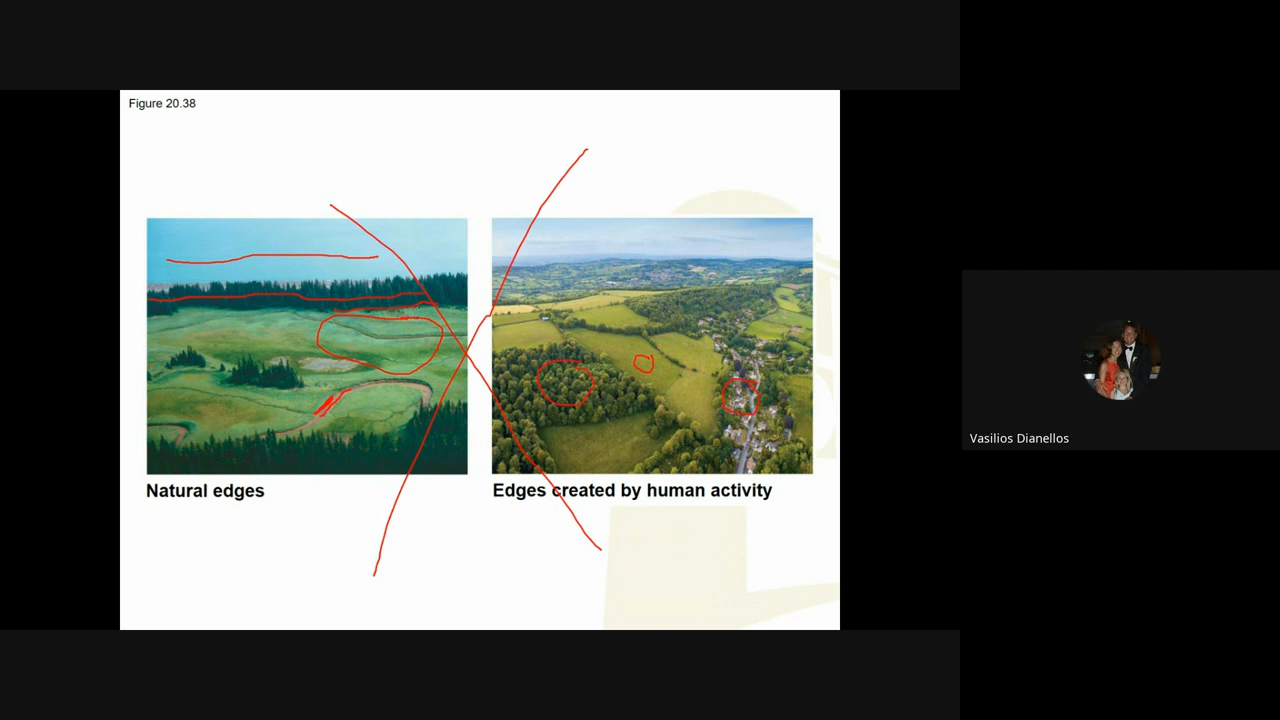 Figure 20.38
Natural edges
Edges created by human activity
Vasilios Dianellos